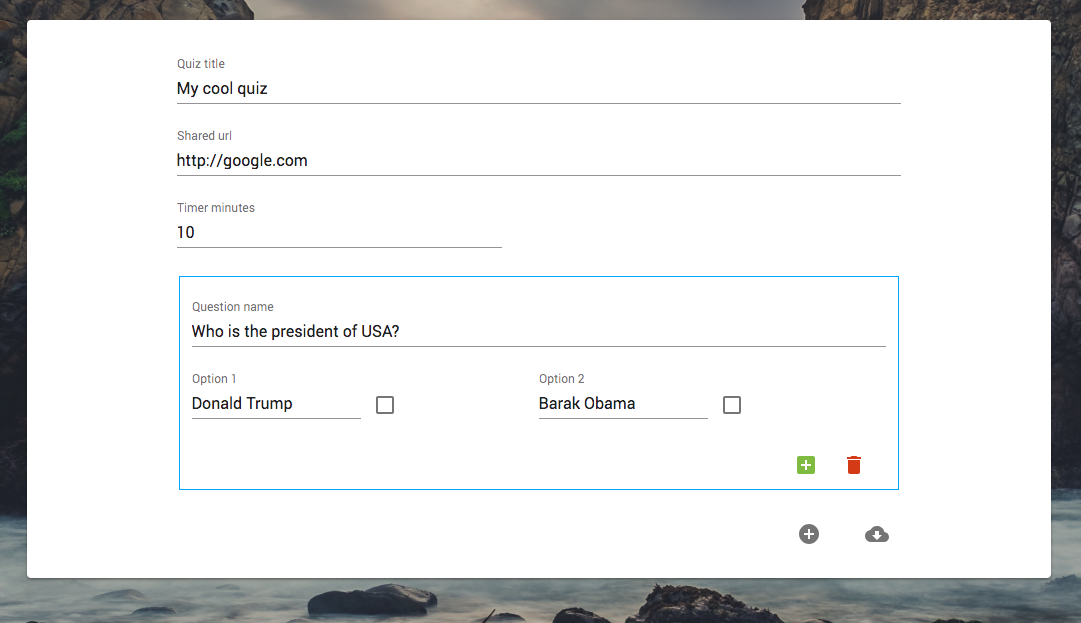 Quiz title
My cool quiz
Shared url
http://google.com
Timer minutes
10
Question name
Who is the president of USA?
Option 1
Option 2
Donald Trump
Barak Obama